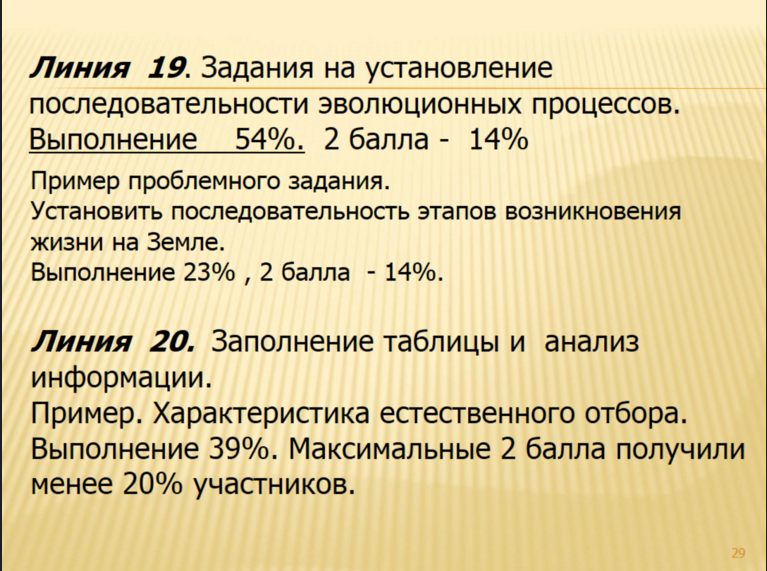 Линия 19. Задания на установление
последовательности эволюционных процессов.
Выполнение 54%. 2 балла - 14%
Пример проблемного задания.
Установить последовательность этапов возникновения
жизни на Земле.
Выполнение 23% , 2 балла - 14%.
Линия 20. Заполнение таблицы и анализ
информации.
Пример. Характеристика естественного отбора.
Выполнение 39%. Максимальные 2 балла получили
менее 20% участников.
29